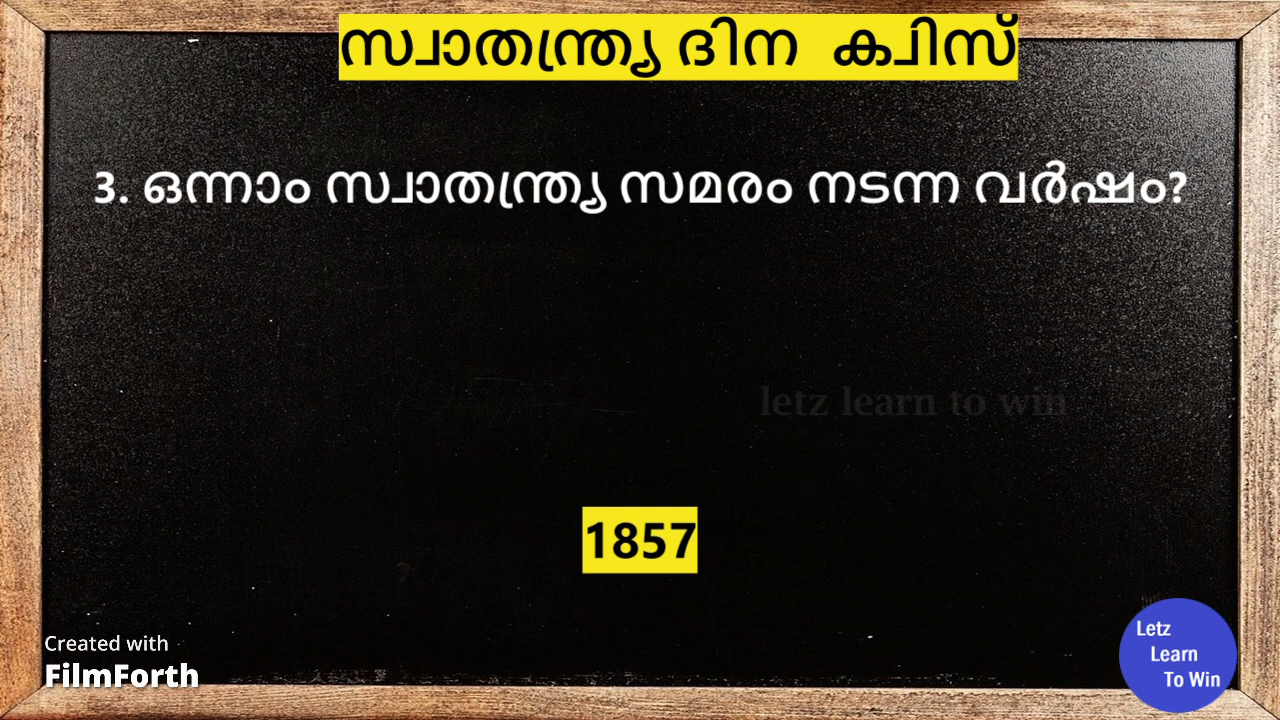 സ്വാതന്ത്ര്യ ദിന ക്വിസ്
3. ഒന്നാം സ്വാതന്ത്ര്യ സമരം നടന്ന വർഷം?
letz learn to win
1857
Created with
FilmForth
Letz
Learn
To Win